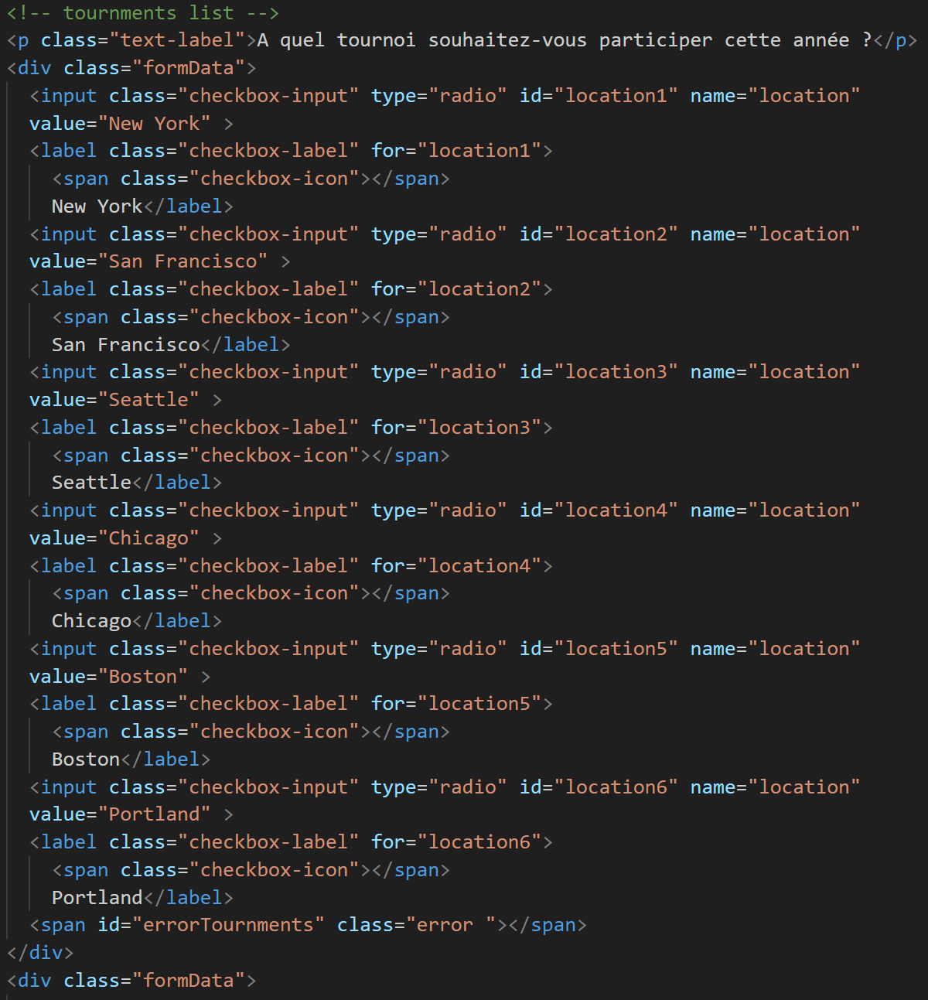 <!-- tournments list -->
<p class="text-label">A quel tournoi souhaitez-vous participer cette année ?</p>
<div class="formData">
<input class="checkbox-input" type="radio" id="location1" name="location"
value="New York" >
<label class="checkbox-label" for="location1">
<span class="checkbox-icon"></span>
New York</label>
<input class="checkbox-input" type="radio" id="location2" name="location"
value="San Francisco" >
<label class="checkbox-label" for="location2">
<span class="checkbox-icon"></span>
San Francisco</label>
<input class="checkbox-input" type="radio" id="location3" name="location"
value="Seattle" >
<label class="checkbox-label" for="location3">
<span class="checkbox-icon"></span>
Seattle</label>
<input class="checkbox-input" type="radio" id="location4" name="location"
value="Chicago" >
<label class="checkbox-label" for="location4">
<span class="checkbox-icon"></span>
Chicago</label>
<input class="checkbox-input" type="radio" id="location5" name="location"
value="Boston" >
<label class="checkbox-label" for="location5">
<span class="checkbox-icon"></span>
Boston</label>
<input class="checkbox-input" type="radio" id="location6" name="location"
value="Portland" >
<label class="checkbox-label" for="location6">
<span class="checkbox-icon"></span>
Portland</label>
<span id="errorTournments" class="error "></span>
</div>
<div class="formData">